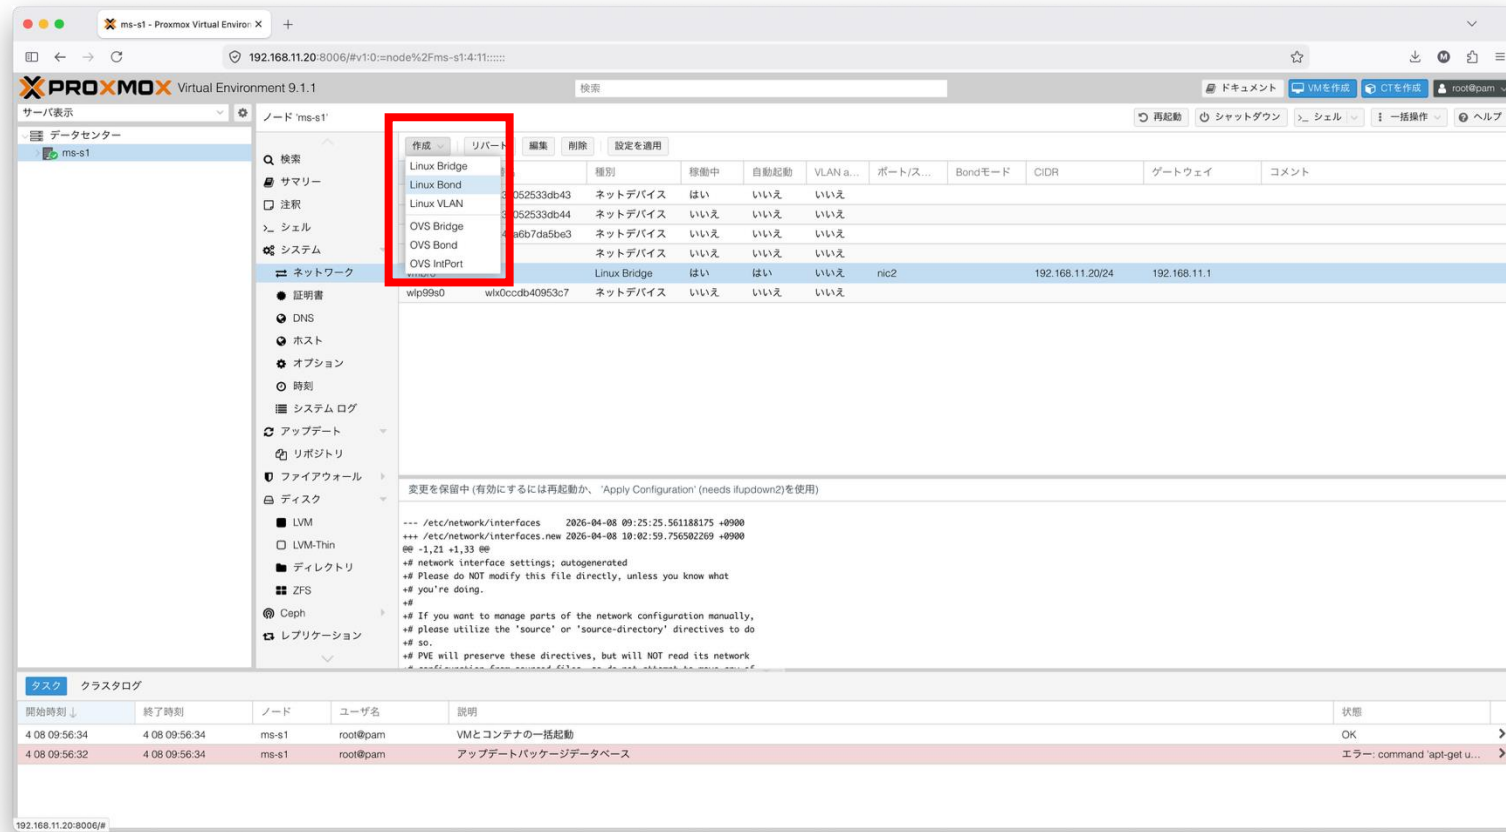 ms-s1 - Proxmox Virtual Environ
192.168.11.20:8006/#v1:0:=node%2Fms-s1:4:11::::::
PROXMOX Virtual Environment 9.1.1
検索
ドキュメント
VMを作成
CTを作成
root@pam
サーバ表示
ノード 'ms-s1'
再起動
シャットダウン
シェル
一括操作
ヘルプ
データセンター
ms-s1
検索
サマリー
注釈
シェル
システム
ネットワーク
証明書
DNS
ホスト
オプション
時刻
システム ログ
アップデート
リポジトリ
ファイアウォール
ディスク
LVM
LVM-Thin
ディレクトリ
ZFS
Ceph
レプリケーション
作成 リバート 編集 削除 設定を適用
Linux Bridge
Linux Bond
Linux VLAN
OVS Bridge
OVS Bond
OVS IntPort
種別 稼働中 自動起動 VLAN a... ポート/ス... Bondモード CIDR ゲートウェイ コメント
052533db43 ネットデバイス はい いいえ いいえ
052533db44 ネットデバイス いいえ いいえ いいえ
a6b7da5be3 ネットデバイス いいえ いいえ いいえ
ネットデバイス いいえ いいえ いいえ
Linux Bridge はい はい いいえ nic2 192.168.11.20/24 192.168.11.1
wlp99s0 wlx0ccdb40953c7 ネットデバイス いいえ いいえ いいえ
変更を保留中 (有効にするには再起動か、 'Apply Configuration' (needs ifupdown2)を使用)
--- /etc/network/interfaces 2026-04-08 09:25:25.561188175 +0900
+++ /etc/network/interfaces.new 2026-04-08 10:02:59.756502269 +0900
@@ -1,21 +1,33 @@
+# network interface settings; autogenerated
+# Please do NOT modify this file directly, unless you know what
+# you're doing.
+#
+# If you want to manage parts of the network configuration manually,
+# please utilize the 'source' or 'source-directory' directives to do
+# so.
+# PVE will preserve these directives, but will NOT read its network
タスク クラスタログ
開始時刻↓ 終了時刻 ノード ユーザ名 説明 状態
4 08 09:56:34 4 08 09:56:34 ms-s1 root@pam VMとコンテナの一括起動 OK
4 08 09:56:32 4 08 09:56:34 ms-s1 root@pam アップデートパッケージデータベース エラー: command 'apt-get u...
192.168.11.20:8006/#